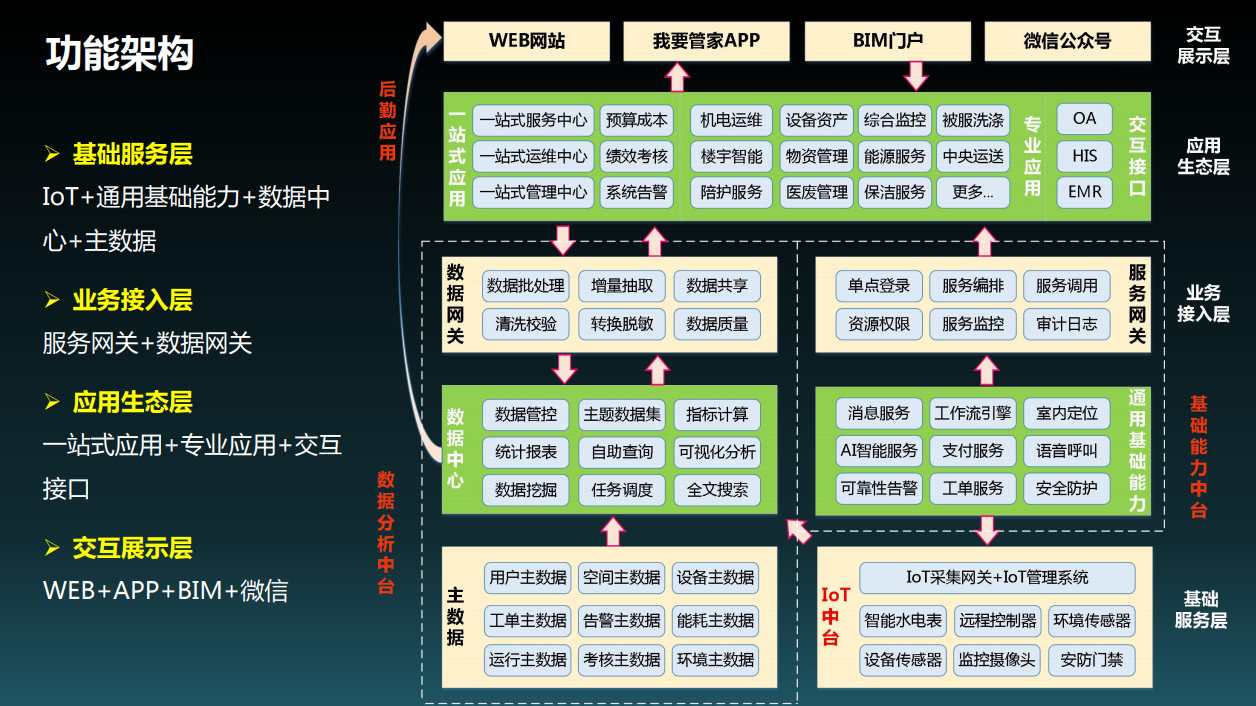 功能架构
➢ 基础服务层
IoT+通用基础能力+数据中
心+主数据
➢ 业务接入层
服务网关+数据网关
➢ 应用生态层
一站式应用+专业应用+交互
接口
➢ 交互展示层
WEB+APP+BIM+微信
后勤应用
数据分析中台
WEB网站
我要管家APP
BIM门户
微信公众号
交互
展示层
一站式应用
一站式服务中心
预算成本
一站式运维中心
绩效考核
一站式管理中心
系统告警
机电运维
设备资产
综合监控
被服洗涤
楼宇智能
物资管理
能源服务
中央运送
陪护服务
医废管理
保洁服务
更多...
专业应用
OA
HIS
EMR
交互接口
应用
生态层
数据网关
数据批处理
增量抽取
数据共享
清洗校验
转换脱敏
数据质量
单点登录
服务编排
服务调用
资源权限
服务监控
审计日志
服务网关
业务
接入层
数据中心
数据管控
主题数据集
指标计算
统计报表
自助查询
可视化分析
数据挖掘
任务调度
全文搜索
消息服务
工作流引擎
室内定位
AI智能服务
支付服务
语音呼叫
可靠性告警
工单服务
安全防护
通用基础能力
基础能力中台
主数据
用户主数据
空间主数据
设备主数据
工单主数据
告警主数据
能耗主数据
运行主数据
考核主数据
环境主数据
IoT
中
台
IoT采集网关+IoT管理系统
智能水电表
远程控制器
环境传感器
设备传感器
监控摄像头
安防门禁
基础
服务层